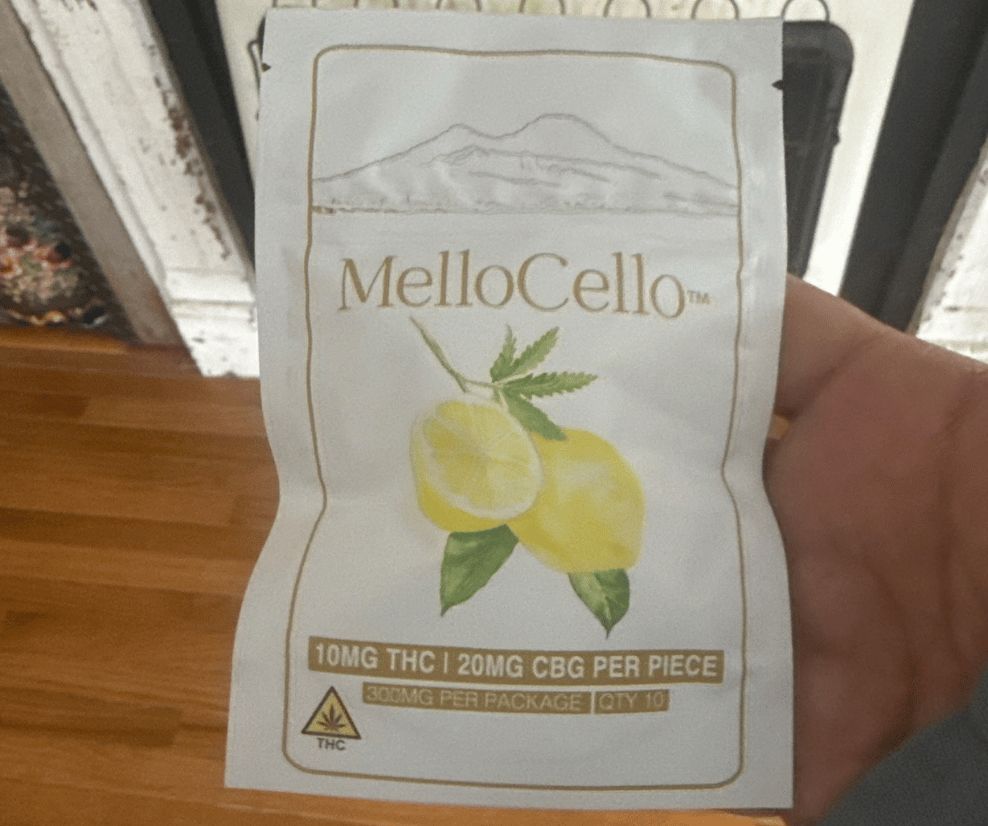 MelloCello™
10MG THC | 20MG CBG PER PIECE
300MG PER PACKAGE | QTY 10
THC